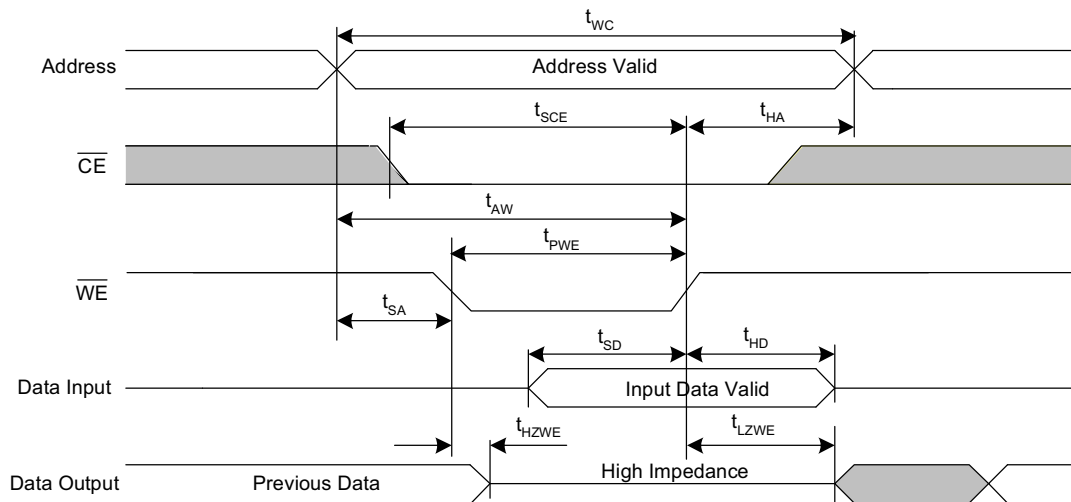 tWC
Address
Address Valid
tSCE
tHA
CE
tAW
tPWE
WE
tSA
tSD
tHD
Data Input
Input Data Valid
tHZWE
tLZWE
Data Output
Previous Data
High Impedance